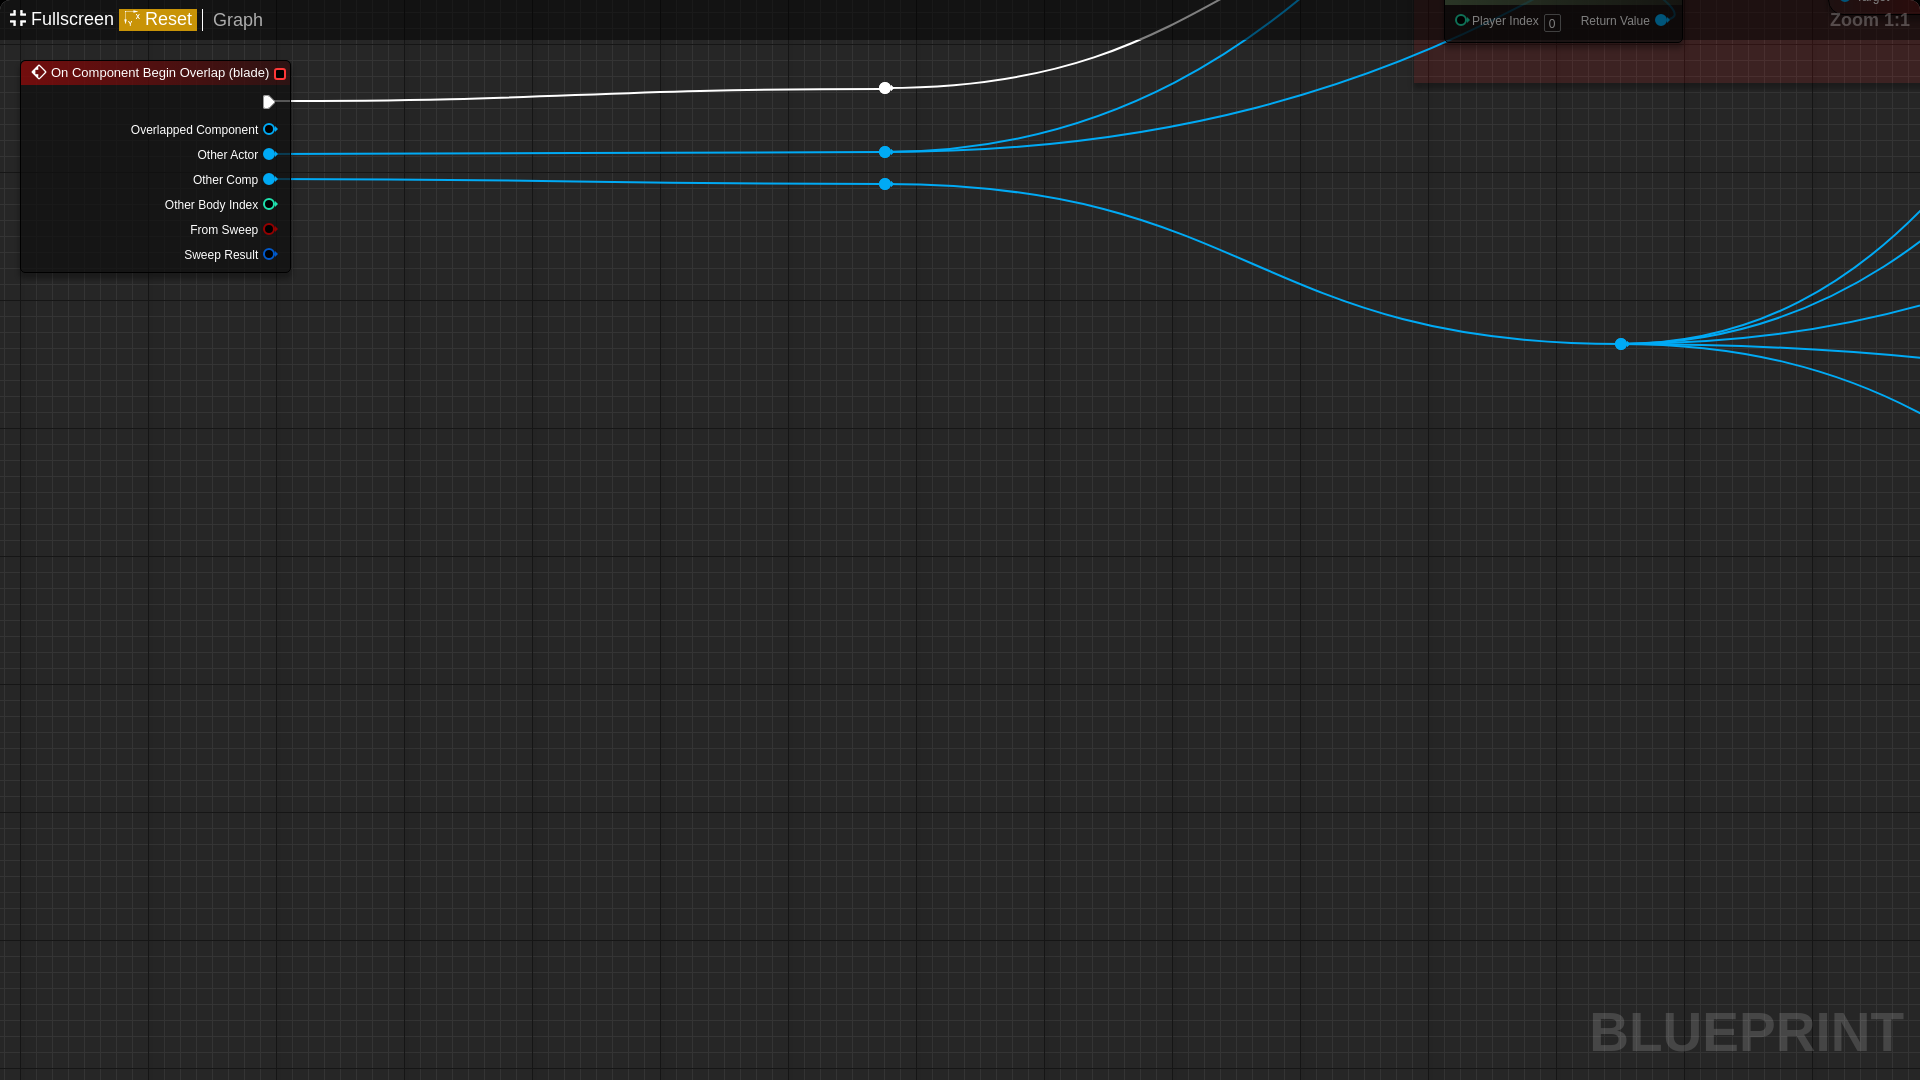 Fullscreen Reset Graph
Player Index 0 Return Value
Target
Zoom 1:1
On Component Begin Overlap (blade)
Overlapped Component
Other Actor
Other Comp
Other Body Index
From Sweep
Sweep Result
BLUEPRINT